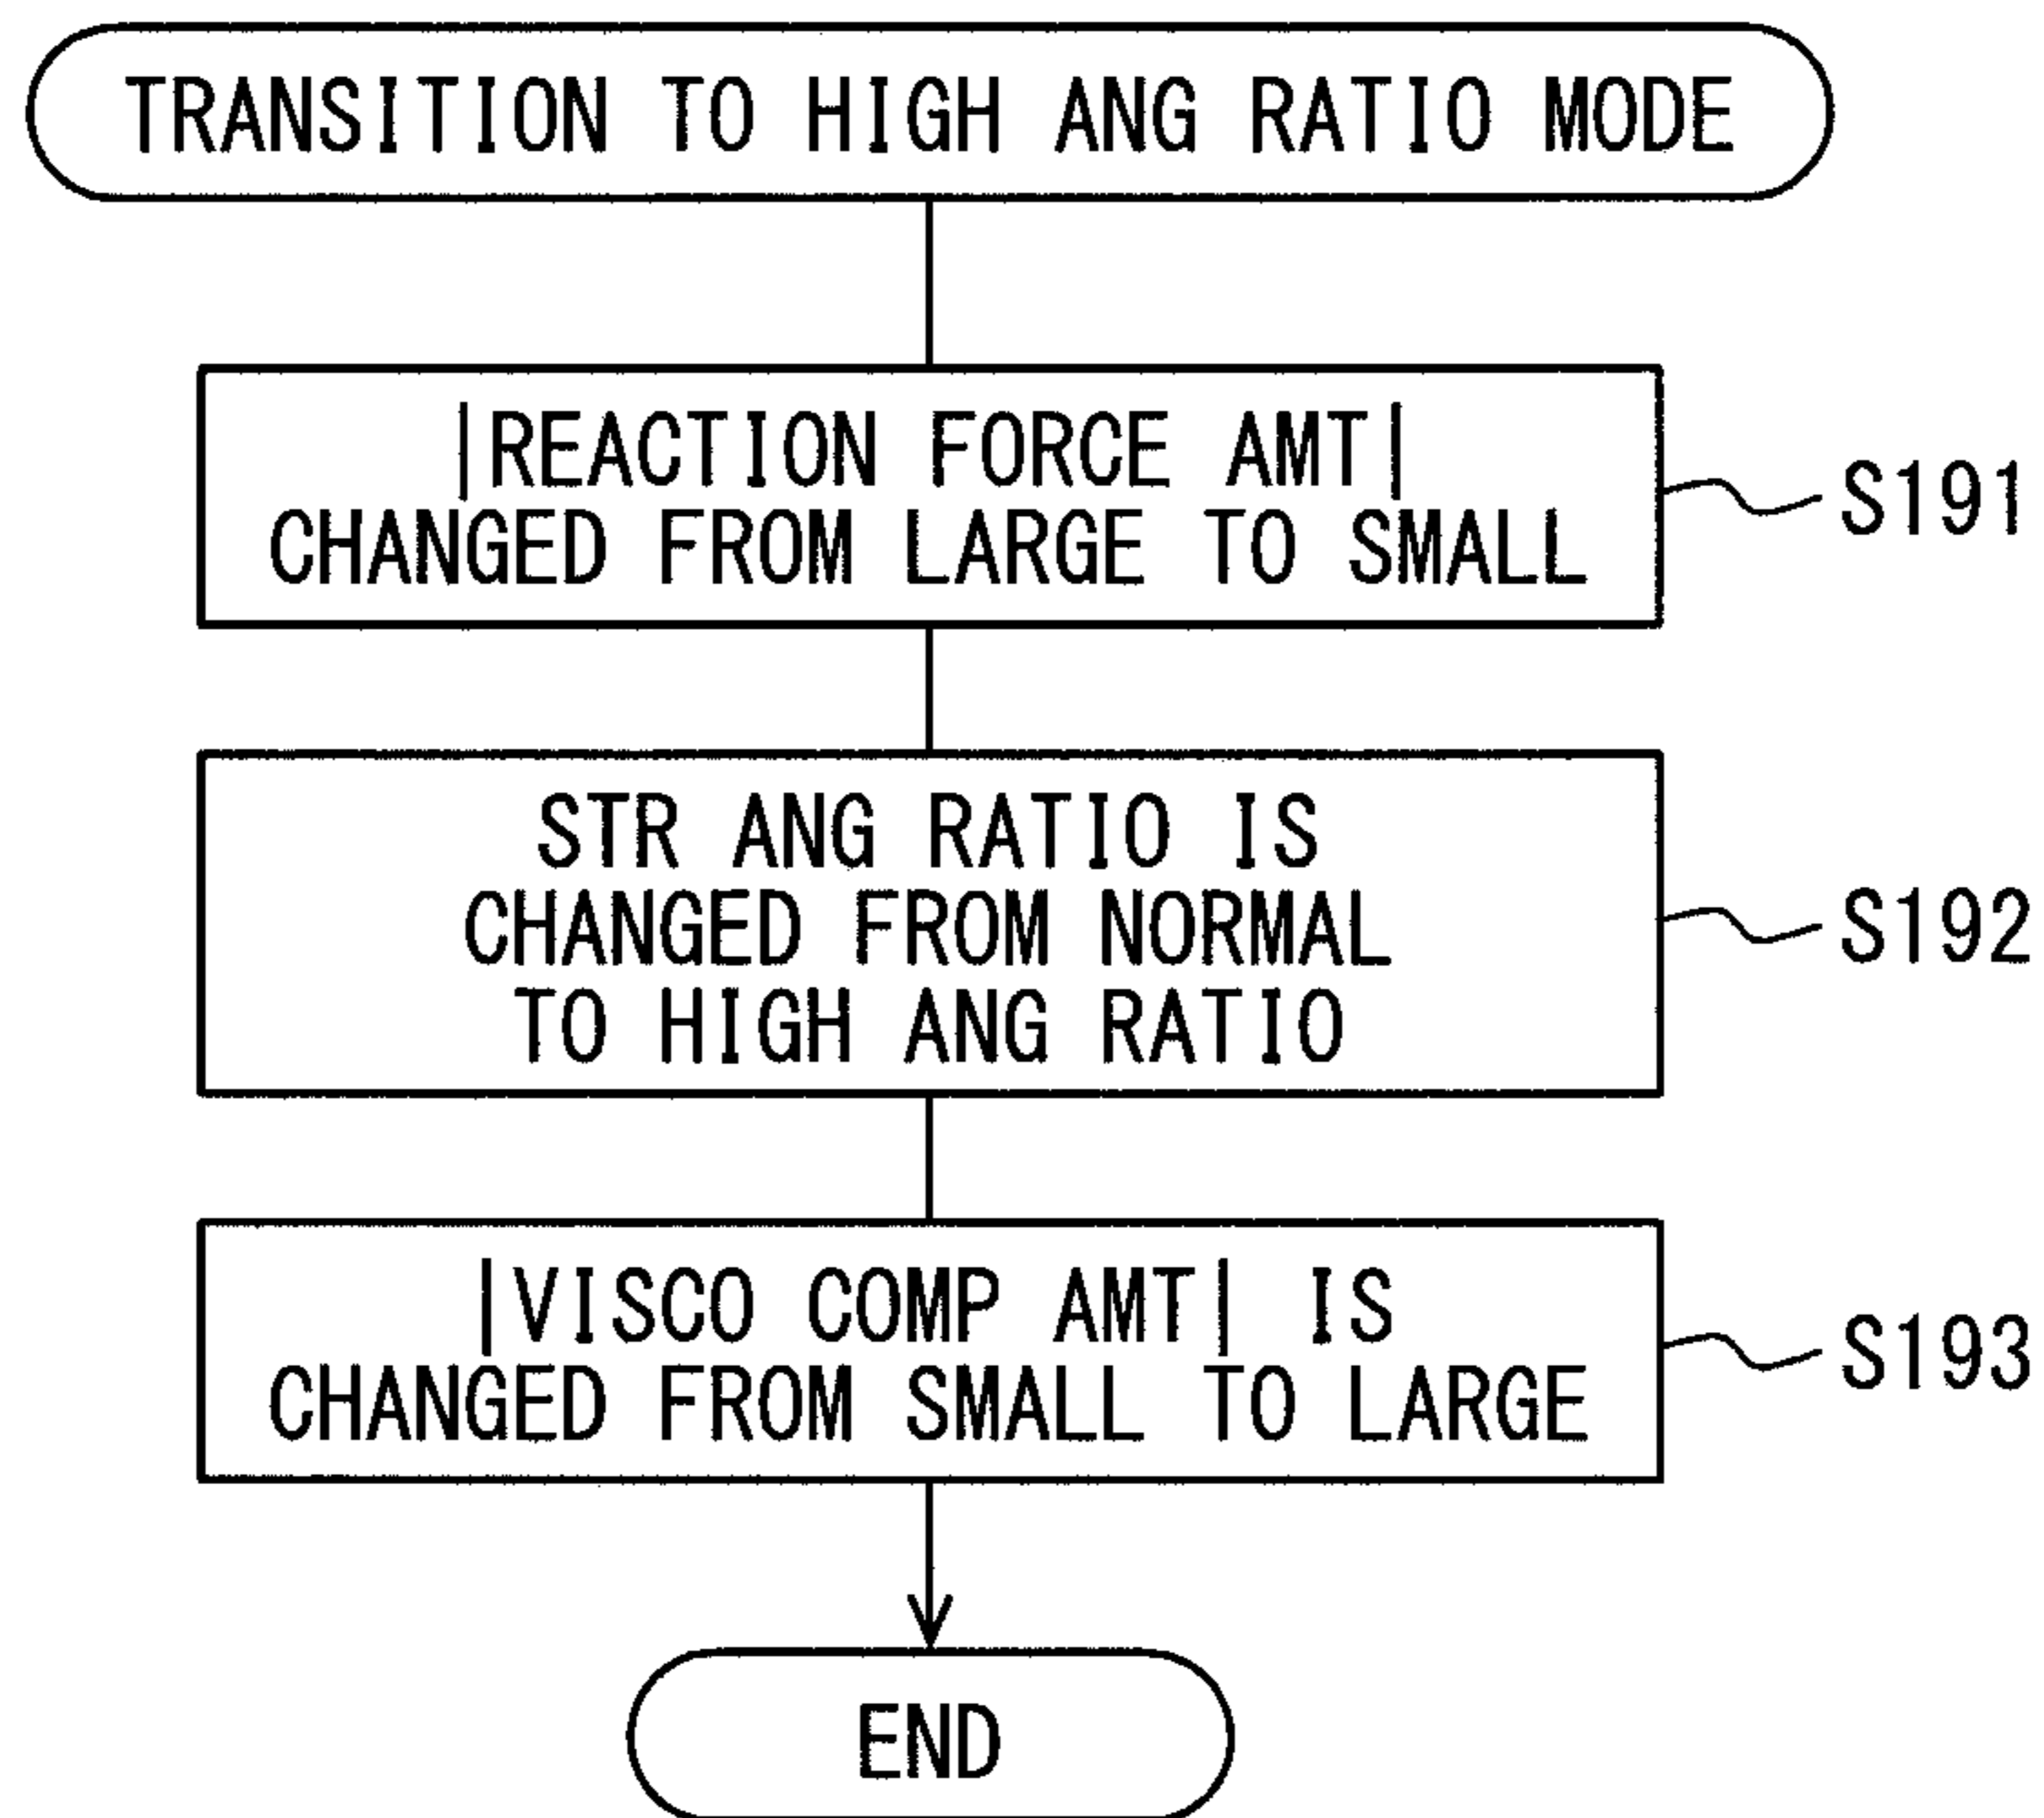 TRANSITION TO HIGH ANG RATIO MODE
|REACTION FORCE AMT|
CHANGED FROM LARGE TO SMALL
S191
STR ANG RATIO IS
CHANGED FROM NORMAL
TO HIGH ANG RATIO
S192
|VISCO COMP AMT| IS
CHANGED FROM SMALL TO LARGE
S193
END